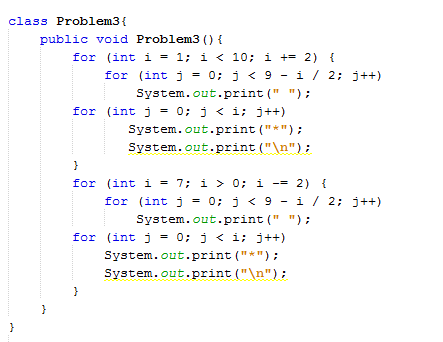 class Problem3{
    public void Problem3(){
        for (int i = 1; i < 10; i += 2) {
            for (int j = 0; j < 9 - i / 2; j++)
                System.out.print(" ");
        for (int j = 0; j < i; j++)
               System.out.print("*");
               System.out.print("\n");
        }
        for (int i = 7; i > 0; i -= 2) {
            for (int j = 0; j < 9 - i / 2; j++)
                System.out.print(" ");
        for (int j = 0; j < i; j++)
            System.out.print("*");
            System.out.print("\n");
        }
    }
}